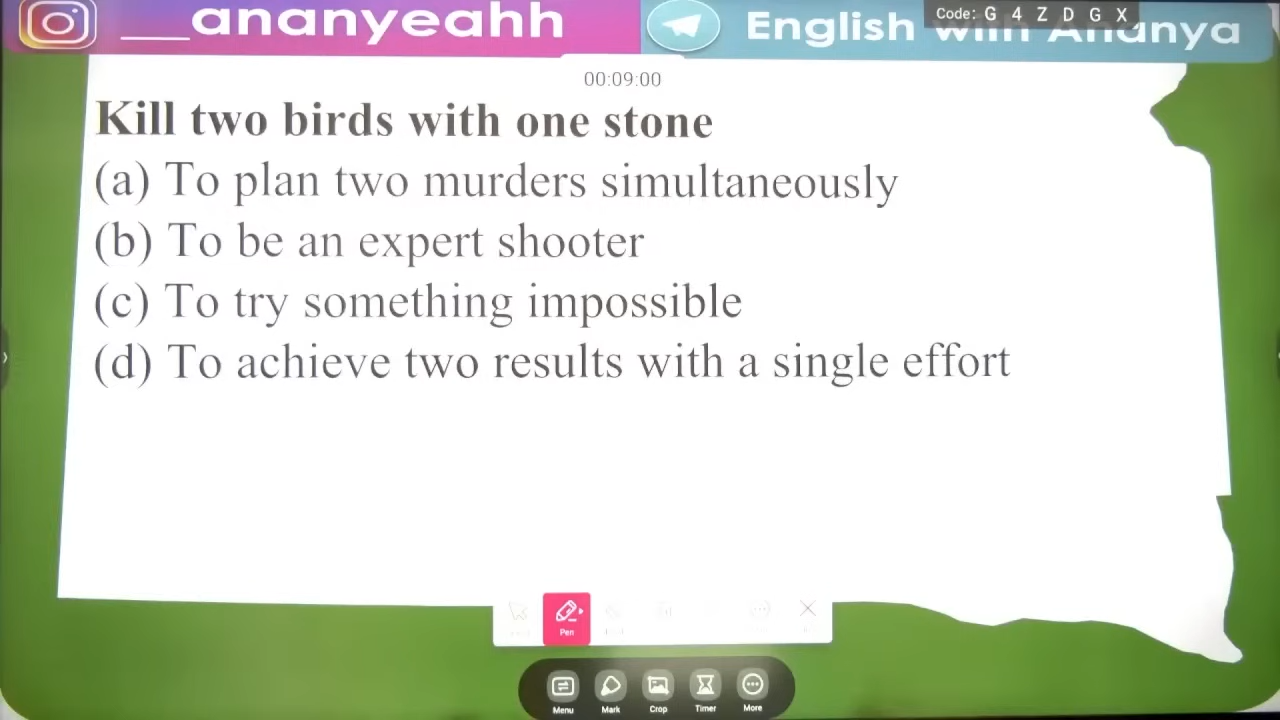 ___ananyeahh
English with Ananya
Code: G 4 Z D G X
00:09:00
Kill two birds with one stone
(a) To plan two murders simultaneously
(b) To be an expert shooter
(c) To try something impossible
(d) To achieve two results with a single effort
Pen
Menu Mark Crop Timer More